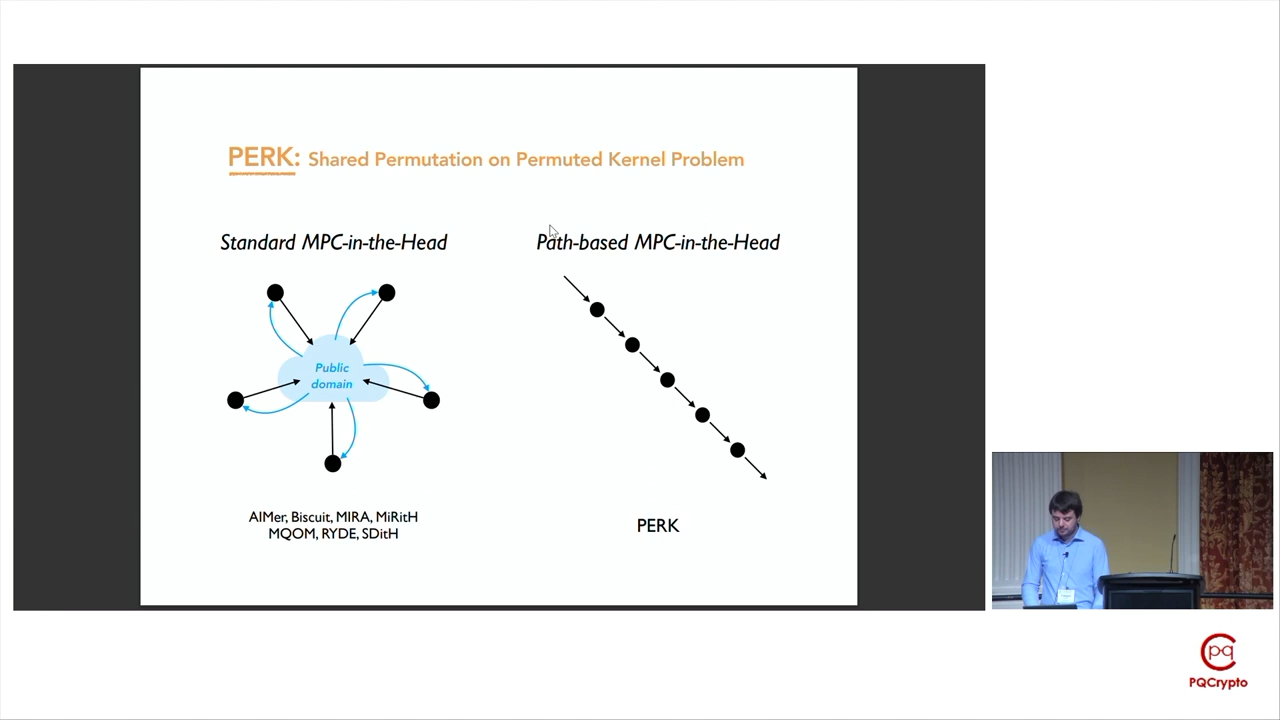 PERK: Shared Permutation on Permuted Kernel Problem
Standard MPC-in-the-Head
Path-based MPC-in-the-Head
Public
domain
AIMer, Biscuit, MIRA, MiRitH
MQOM, RYDE, SDitH
PERK
pq
PQCrypto